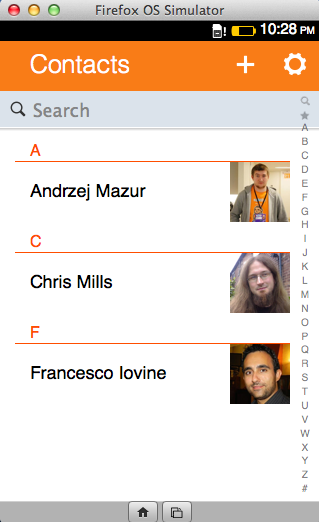 Firefox OS Simulator
! 10:28 PM
Contacts
Search
A
Andrzej Mazur
C
Chris Mills
F
Francesco Iovine
A
B
C
D
E
F
G
H
I
J
K
L
M
N
O
P
Q
R
S
T
U
V
W
X
Y
Z
#